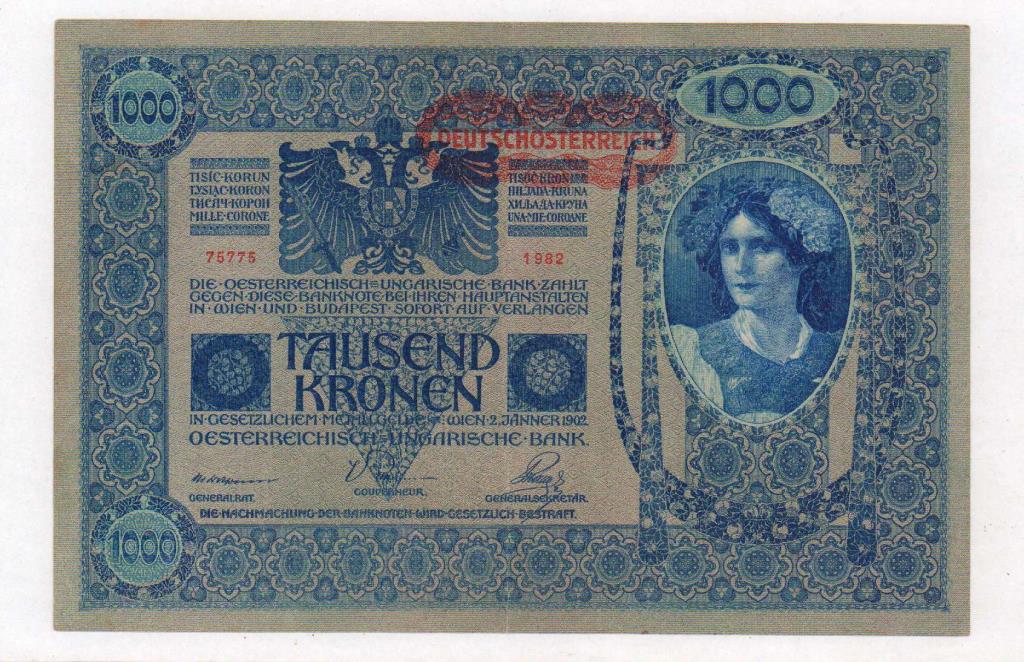 1000
1000
DEUTSCHÖSTERREICH
TISÍC·KORUN
TYSIĄC·KORON
ТИСЯЧ·КОРОН
MILLE·CORONE
TISOČ·KRON
HILJADA·KRUNA
ХИЉАДА·КРУНА
UNA·MIE·COROANE
75775
1982
DIE·OESTERREICHISCH=UNGARISCHE·BANK·ZAHLT
GEGEN·DIESE·BANKNOTE·BEI·IHREN·HAUPTANSTALTEN
IN·WIEN·UND·BUDAPEST·SOFORT·AUF·VERLANGEN
TAUSEND
KRONEN
IN·GESETZLICHEM·METALLGELDE WIEN·2·JÄNNER·1902
OESTERREICHISCH=UNGARISCHE·BANK.
GENERALRAT.
GOUVERNEUR.
GENERALSEKRETÄR.
DIE·NACHMACHUNG·DER·BANKNOTEN·WIRD·GESETZLICH·BESTRAFT.
1000